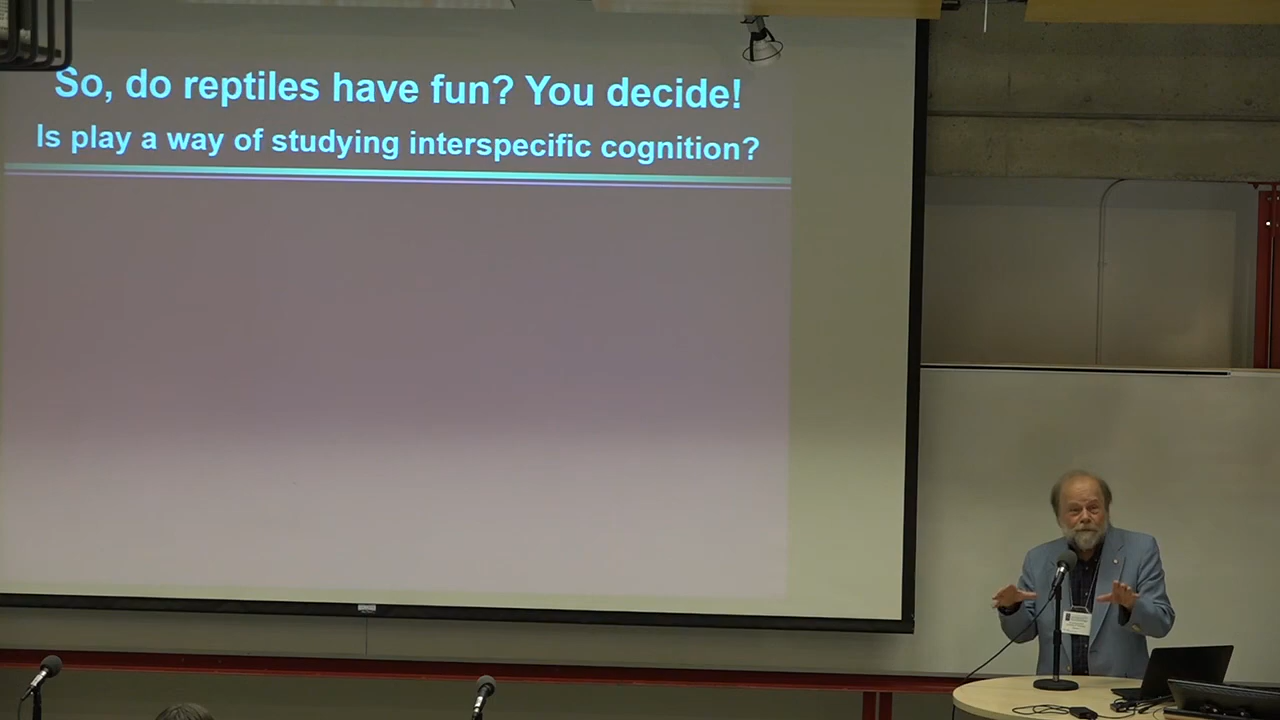 So, do reptiles have fun? You decide!
Is play a way of studying interspecific cognition?